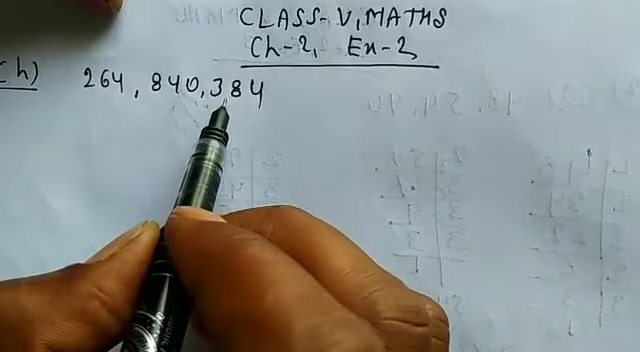 CLASS-V, MATHS
Ch-2, Ex-2
(h) 264, 840, 384